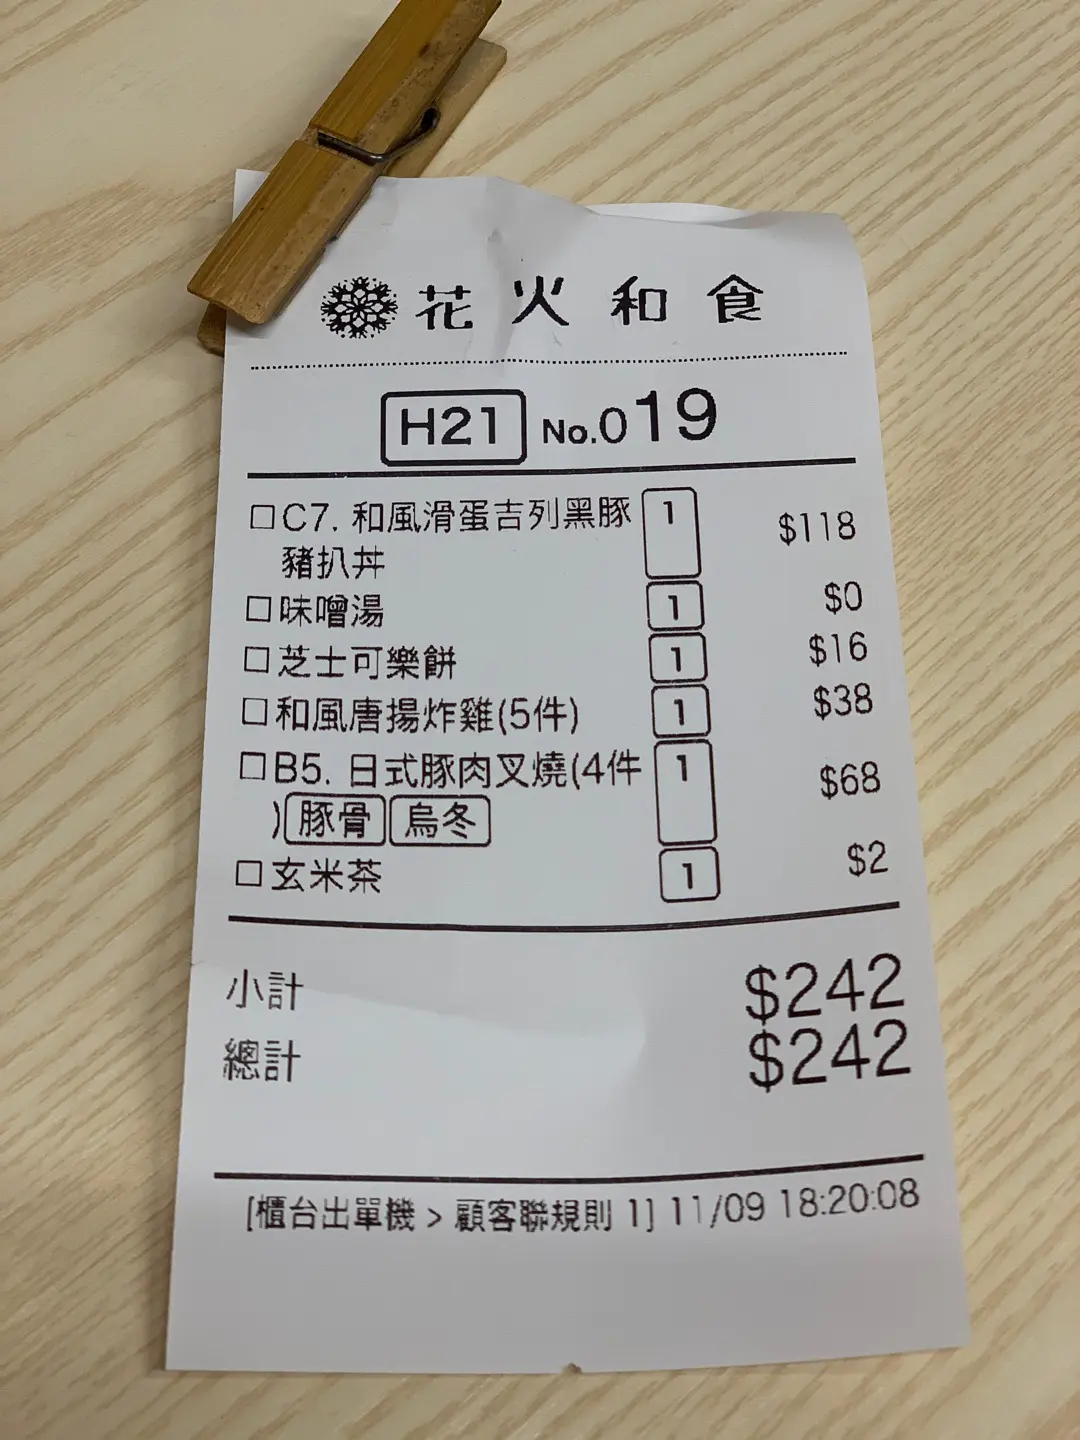 花火和食
H21 No.019
□C7. 和風滑蛋吉列黑豚 1 $118
豬扒丼
□味噌湯 1 $0
□芝士可樂餅 1 $16
□和風唐揚炸雞(5件) 1 $38
□B5. 日式豚肉叉燒(4件 1 $68
)豚骨 烏冬
□玄米茶 1 $2
小計 $242
總計 $242
[櫃台出單機 > 顧客聯規則 1] 11/09 18:20:08